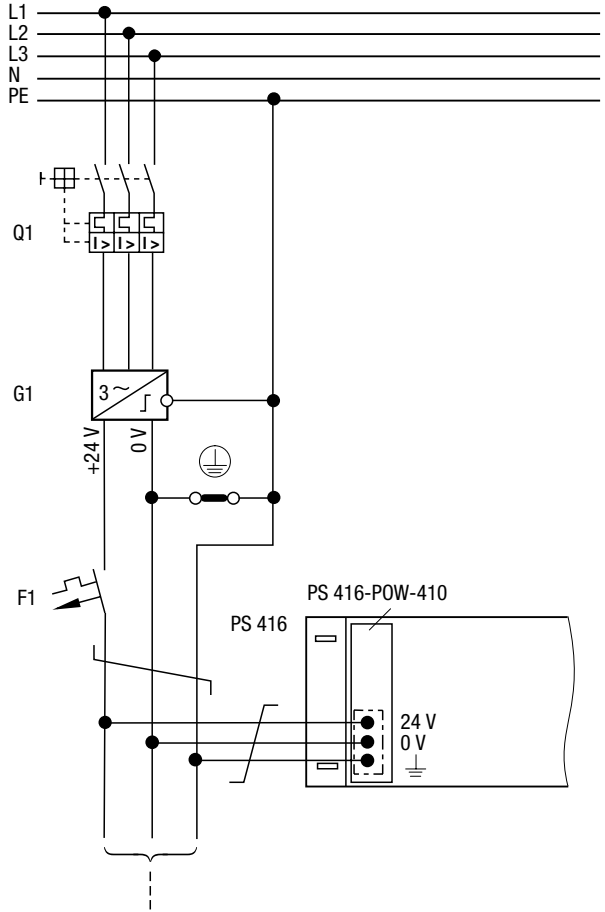 L1
L2
L3
N
PE
Q1
I > I > I >
G1
3 ~
+24 V
0 V
F1
PS 416-POW-410
PS 416
24 V
0 V